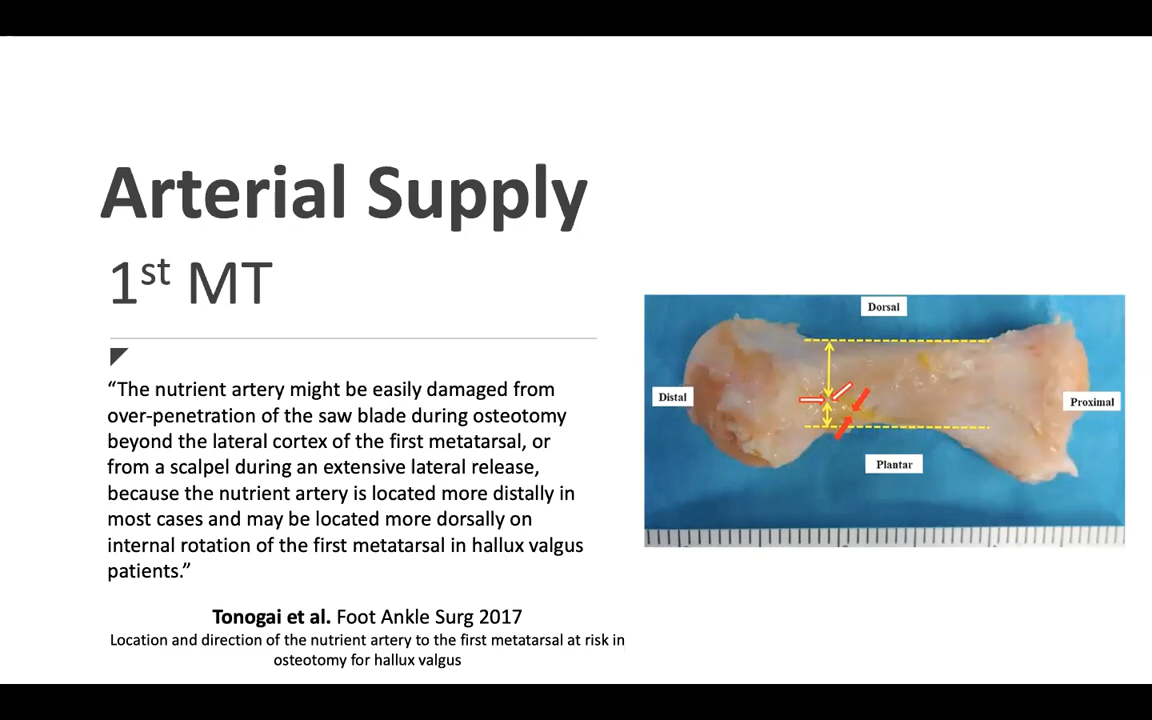 Arterial Supply
1st MT
“The nutrient artery might be easily damaged from
over-penetration of the saw blade during osteotomy
beyond the lateral cortex of the first metatarsal, or
from a scalpel during an extensive lateral release,
because the nutrient artery is located more distally in
most cases and may be located more dorsally on
internal rotation of the first metatarsal in hallux valgus
patients.”
Tonogai et al. Foot Ankle Surg 2017
Location and direction of the nutrient artery to the first metatarsal at risk in
osteotomy for hallux valgus
Dorsal
Distal
Proximal
Plantar